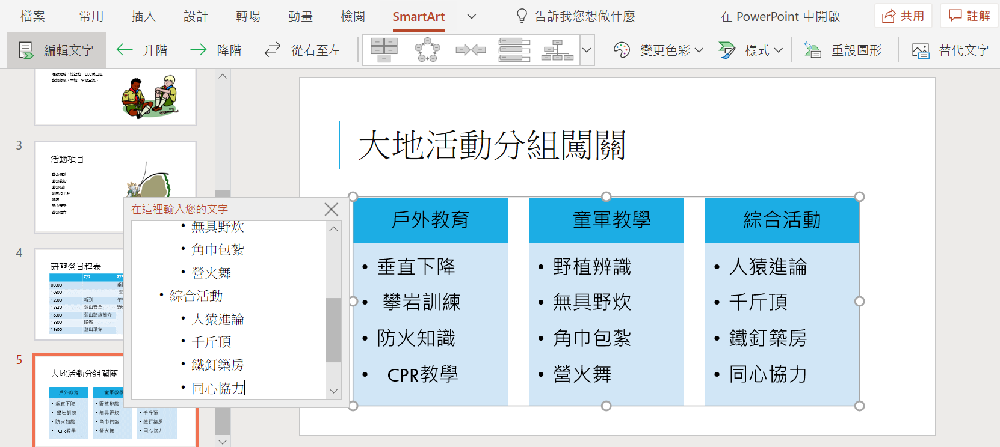 檔案 常用 插入 設計 轉場 動畫 檢閱 SmartArt 告訴我您想做什麼 在 PowerPoint 中開啟 共用 註解
編輯文字 升階 降階 從右至左 變更色彩 樣式 重設圖形 替代文字
3
活動項目
4
研習營日程表
7/2
08:00
10:00
12:00 報到
13:30 登山安全
16:00 登山路線簡介
18:00 晚餐
19:00 登山環保
5
大地活動分組闖關
戶外教育 童軍教學
• 垂直下降 • 野植辨識
• 攀岩訓練 • 無具野炊 • 千斤頂
• 防火知識 • 角巾包紮 • 鐵釘築房
• CPR教學 • 營火舞 • 同心協力
在這裡輸入您的文字
• 無具野炊
• 角巾包紮
• 營火舞
• 綜合活動
• 人猿進論
• 千斤頂
• 鐵釘築房
• 同心協力
大地活動分組闖關
戶外教育
• 垂直下降
• 攀岩訓練
• 防火知識
• CPR教學
童軍教學
• 野植辨識
• 無具野炊
• 角巾包紮
• 營火舞
綜合活動
• 人猿進論
• 千斤頂
• 鐵釘築房
• 同心協力